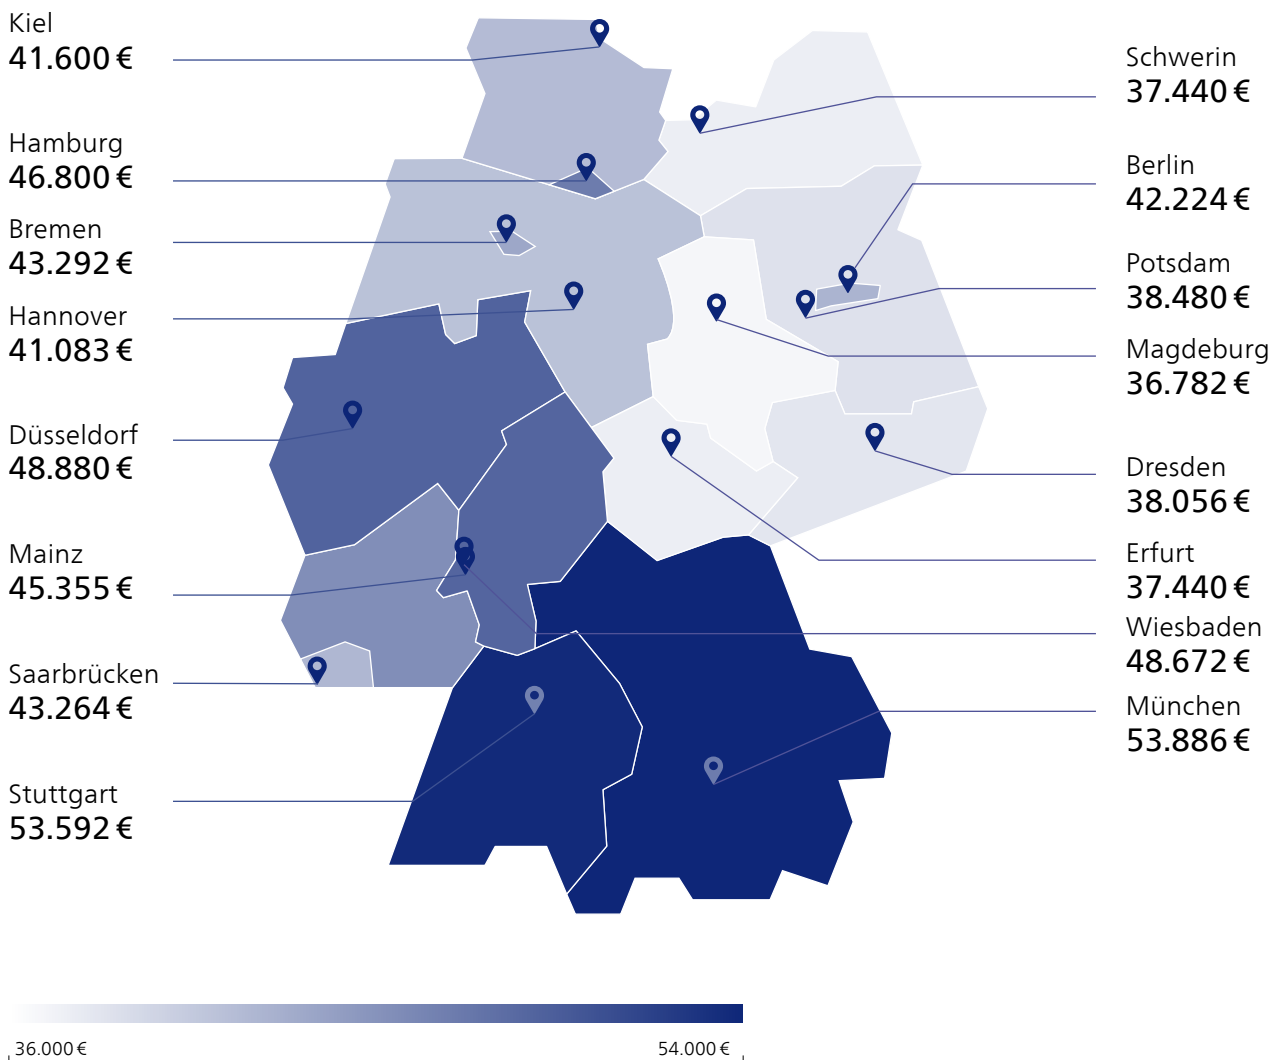 Kiel
41.600 €
Hamburg
46.800 €
Bremen
43.292 €
Hannover
41.083 €
Düsseldorf
48.880 €
Mainz
45.355 €
Saarbrücken
43.264 €
Stuttgart
53.592 €
Schwerin
37.440 €
Berlin
42.224 €
Potsdam
38.480 €
Magdeburg
36.782 €
Dresden
38.056 €
Erfurt
37.440 €
Wiesbaden
48.672 €
München
53.886 €
36.000 €
54.000 €